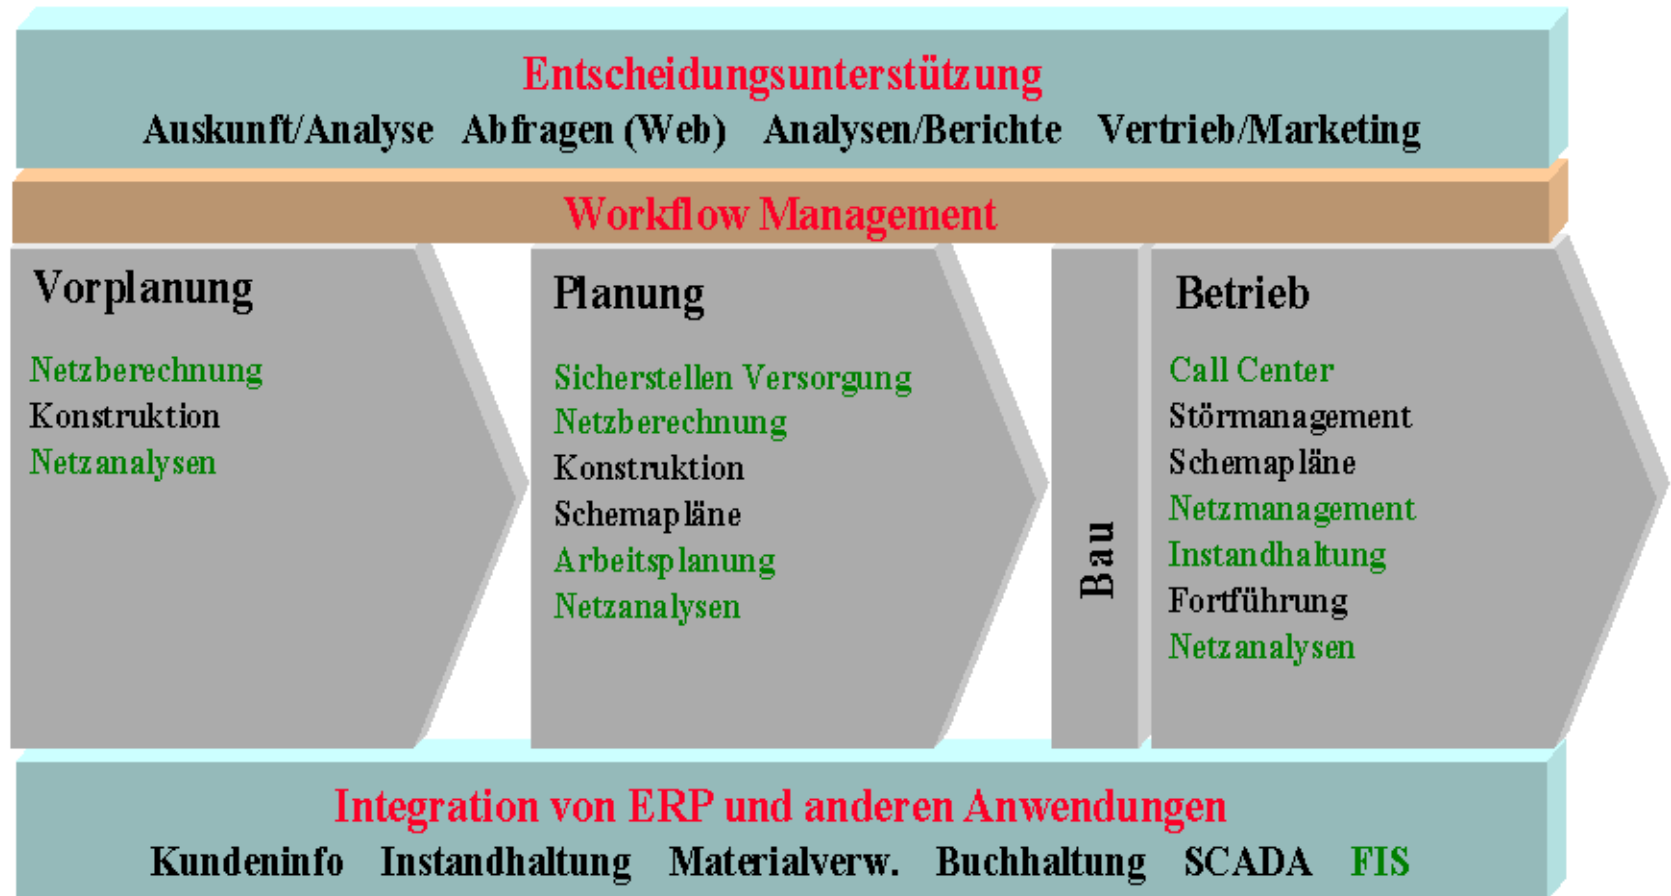 Entscheidungsunterstützung
Auskunft/Analyse Abfragen (Web) Analysen/Berichte Vertrieb/Marketing
Workflow Management
Vorplanung
Netzberechnung
Konstruktion
Netzanalysen
Planung
Sicherstellen Versorgung
Netzberechnung
Konstruktion
Schemapläne
Arbeitsplanung
Netzanalysen
Bau
Betrieb
Call Center
Störmanagement
Schemapläne
Netzmanagement
Instandhaltung
Fortführung
Netzanalysen
Integration von ERP und anderen Anwendungen
Kundeninfo Instandhaltung Materialverw. Buchhaltung SCADA FIS